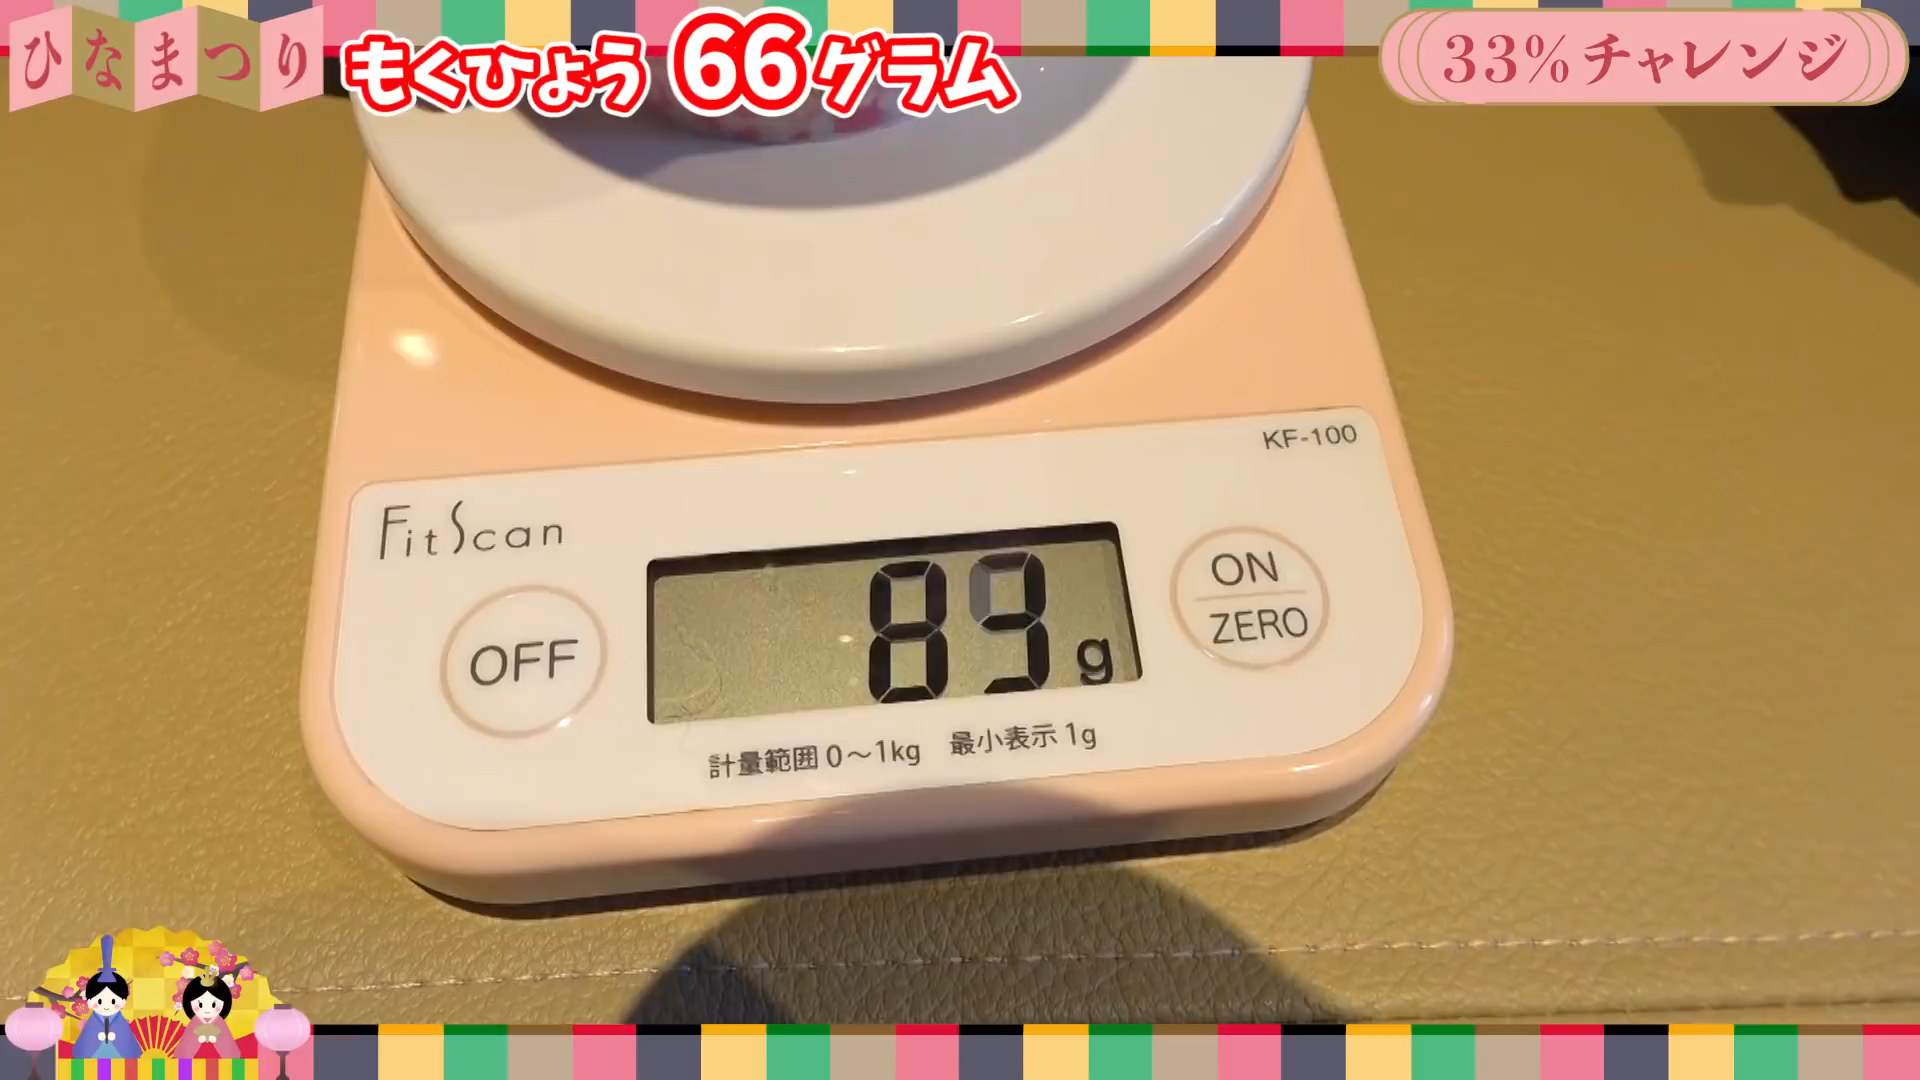 ひなまつり
もくひょう 66グラム
33%チャレンジ
KF-100
FitScan
OFF
g
ON
ZERO
計量範囲 0～1kg 最小表示 1g